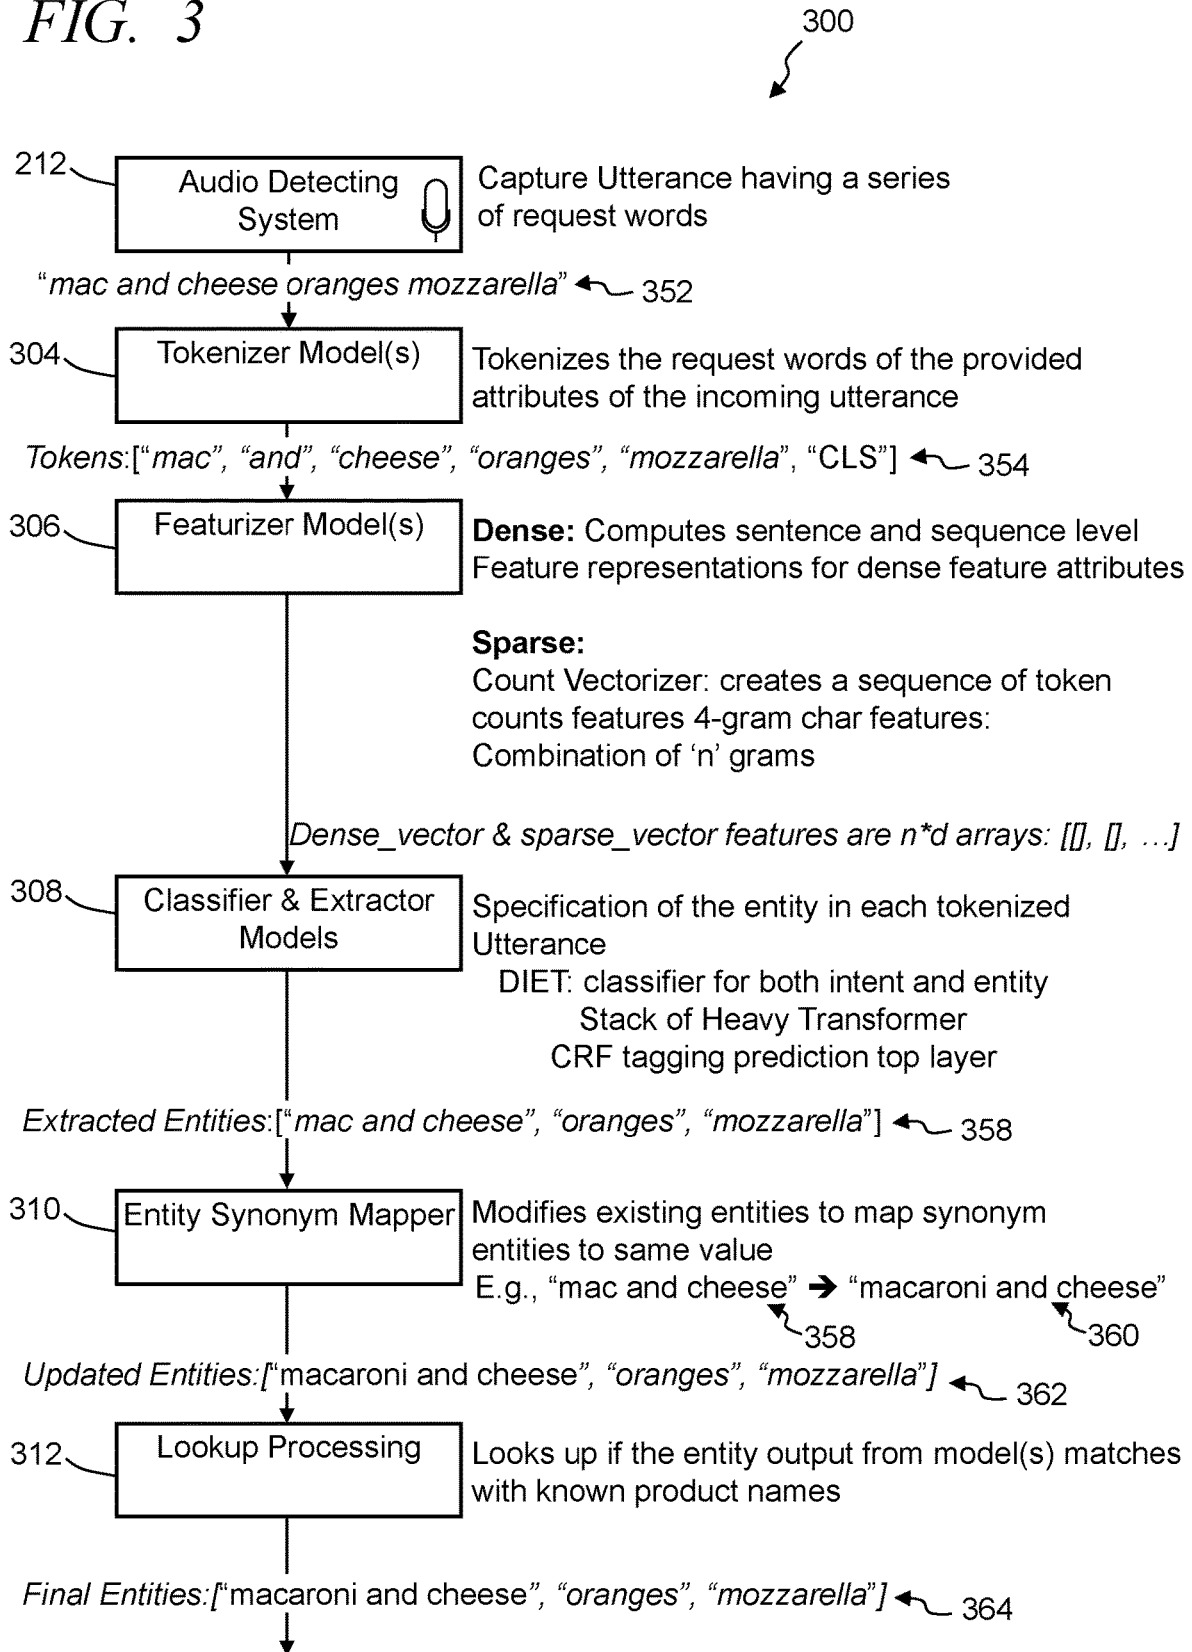 FIG. 3
300
212
Audio Detecting
System
Capture Utterance having a series
of request words
“mac and cheese oranges mozzarella” 352
304
Tokenizer Model(s)
Tokenizes the request words of the provided
attributes of the incoming utterance
Tokens:[“mac”, “and”, “cheese”, “oranges”, “mozzarella”, “CLS”] 354
306
Featurizer Model(s)
Dense: Computes sentence and sequence level
Feature representations for dense feature attributes
Sparse:
Count Vectorizer: creates a sequence of token
counts features 4-gram char features:
Combination of ‘n’ grams
Dense_vector & sparse_vector features are n*d arrays: [[], [], …]
308
Classifier & Extractor
Models
Specification of the entity in each tokenized
Utterance
DIET: classifier for both intent and entity
Stack of Heavy Transformer
CRF tagging prediction top layer
Extracted Entities:[“mac and cheese”, “oranges”, “mozzarella”] 358
310
Entity Synonym Mapper
Modifies existing entities to map synonym
entities to same value
E.g., “mac and cheese” ➔ “macaroni and cheese”
358 360
Updated Entities:[“macaroni and cheese”, “oranges”, “mozzarella”] 362
312
Lookup Processing
Looks up if the entity output from model(s) matches
with known product names
Final Entities:[“macaroni and cheese”, “oranges”, “mozzarella”] 364